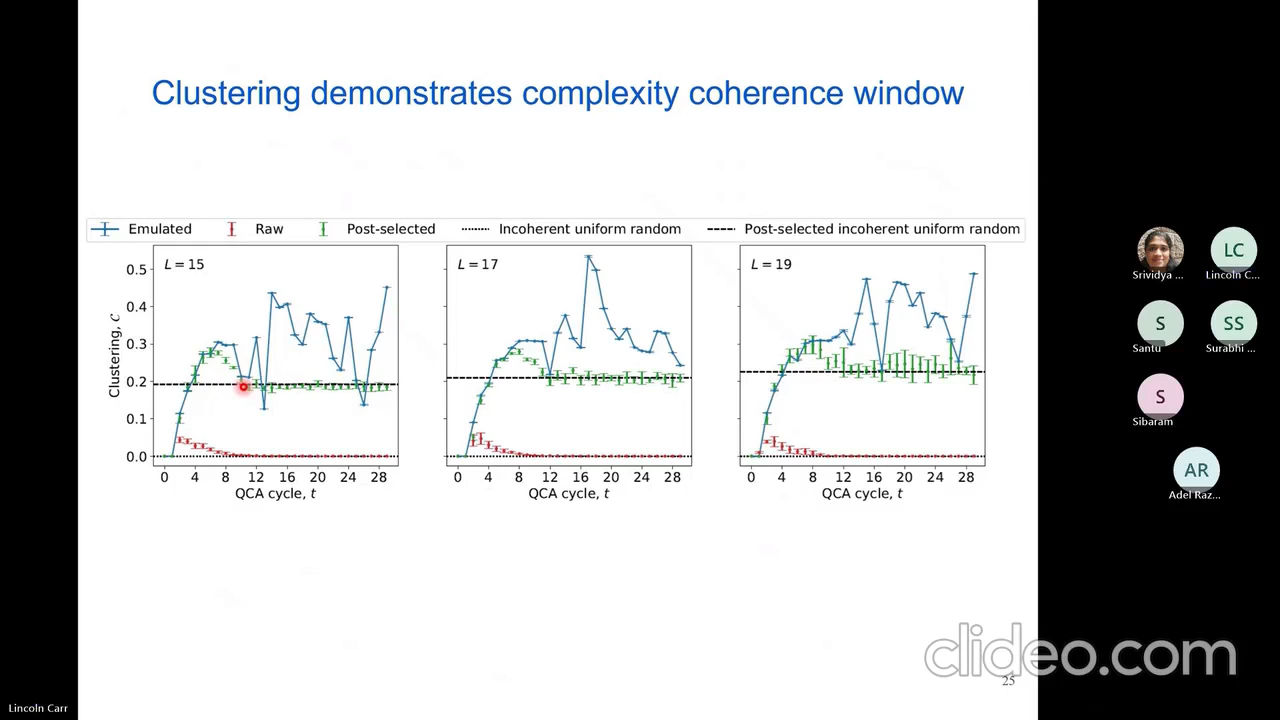 Clustering demonstrates complexity coherence window
Emulated Raw Post-selected Incoherent uniform random Post-selected incoherent uniform random
L = 15 L = 17 L = 19
0.5
0.4
0.3
0.2
0.1
0.0
Clustering, C
0 4 8 12 16 20 24 28 0 4 8 12 16 20 24 28 0 4 8 12 16 20 24 28
QCA cycle, t QCA cycle, t QCA cycle, t
LC
Srividya ... Lincoln C...
S SS
Santu Surabhi ...
S
Sibaram
AR
Adel Raz...
clideo.com
25
Lincoln Carr